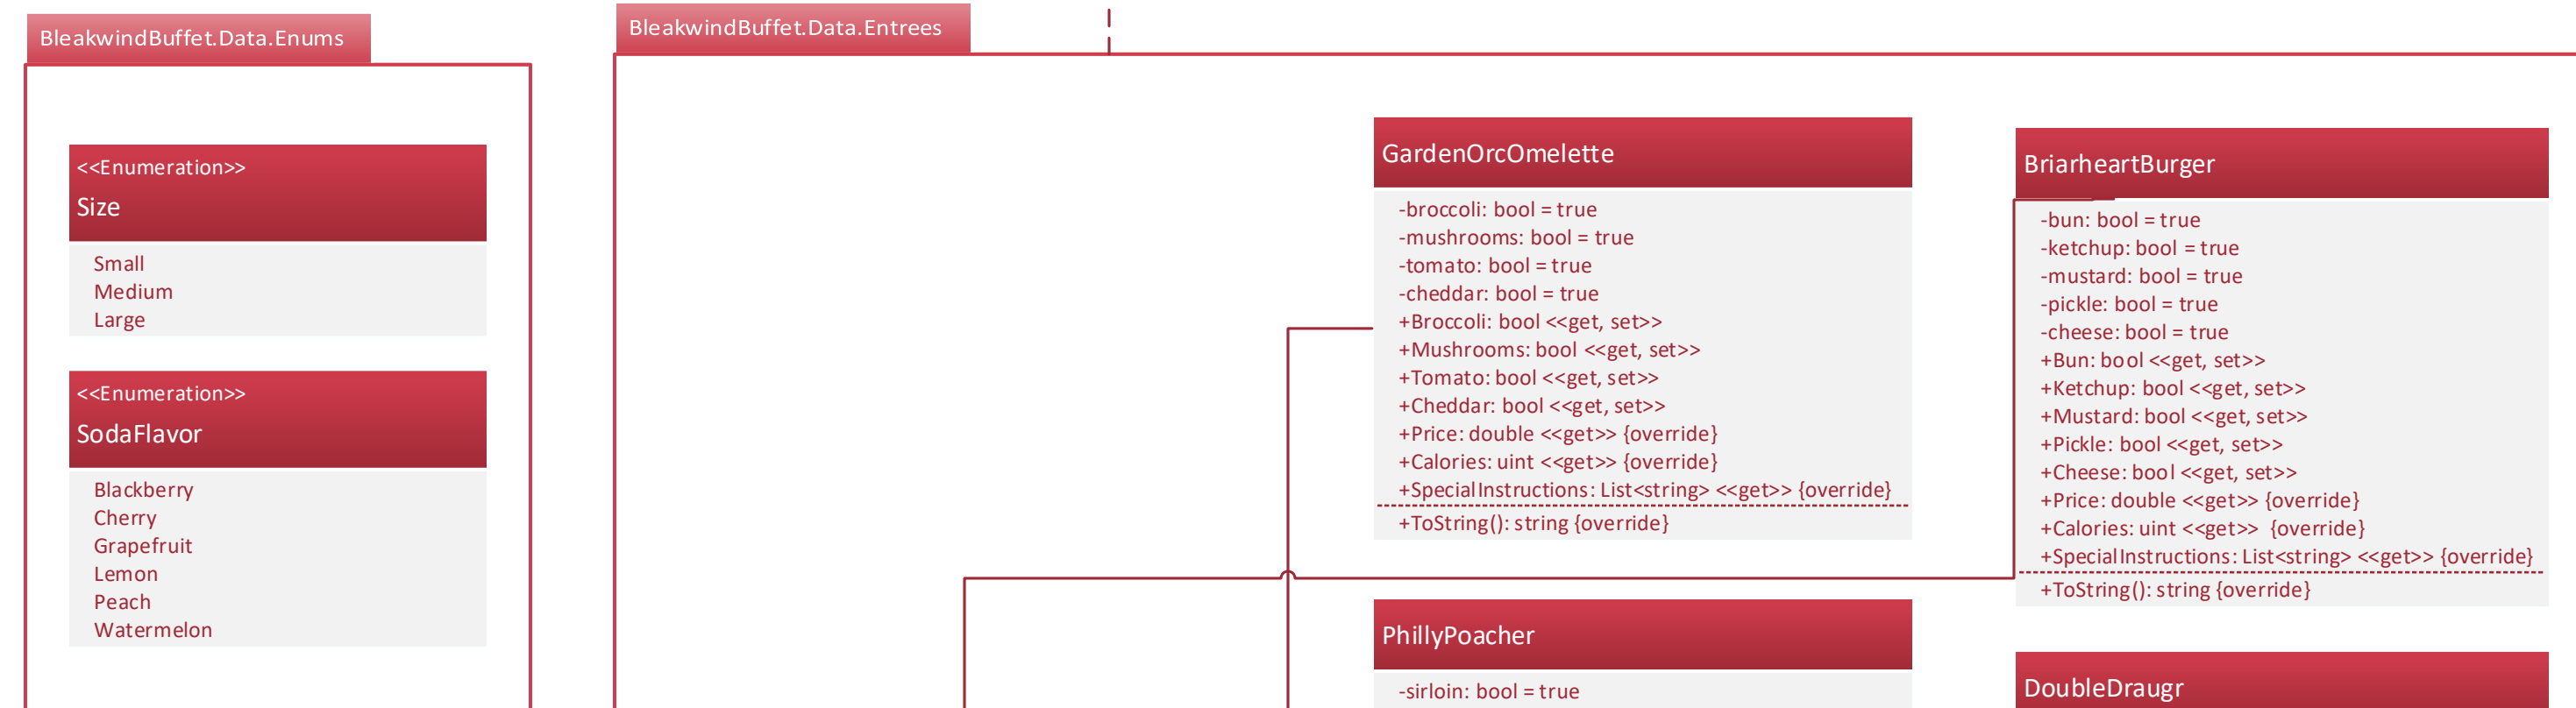 BleakwindBuffet.Data.Enums
<<Enumeration>>
Size
Small
Medium
Large
<<Enumeration>>
SodaFlavor
Blackberry
Cherry
Grapefruit
Lemon
Peach
Watermelon
BleakwindBuffet.Data.Entrees
GardenOrcOmelette
-broccoli: bool = true
-mushrooms: bool = true
-tomato: bool = true
-cheddar: bool = true
+Broccoli: bool <<get, set>>
+Mushrooms: bool <<get, set>>
+Tomato: bool <<get, set>>
+Cheddar: bool <<get, set>>
+Price: double <<get>> {override}
+Calories: uint <<get>> {override}
+SpecialInstructions: List<string> <<get>> {override}
+ToString(): string {override}
PhillyPoacher
-sirloin: bool = true
BriarheartBurger
-bun: bool = true
-ketchup: bool = true
-mustard: bool = true
-pickle: bool = true
-cheese: bool = true
+Bun: bool <<get, set>>
+Ketchup: bool <<get, set>>
+Mustard: bool <<get, set>>
+Pickle: bool <<get, set>>
+Cheese: bool <<get, set>>
+Price: double <<get>> {override}
+Calories: uint <<get>>  {override}
+SpecialInstructions: List<string> <<get>> {override}
+ToString(): string {override}
DoubleDraugr